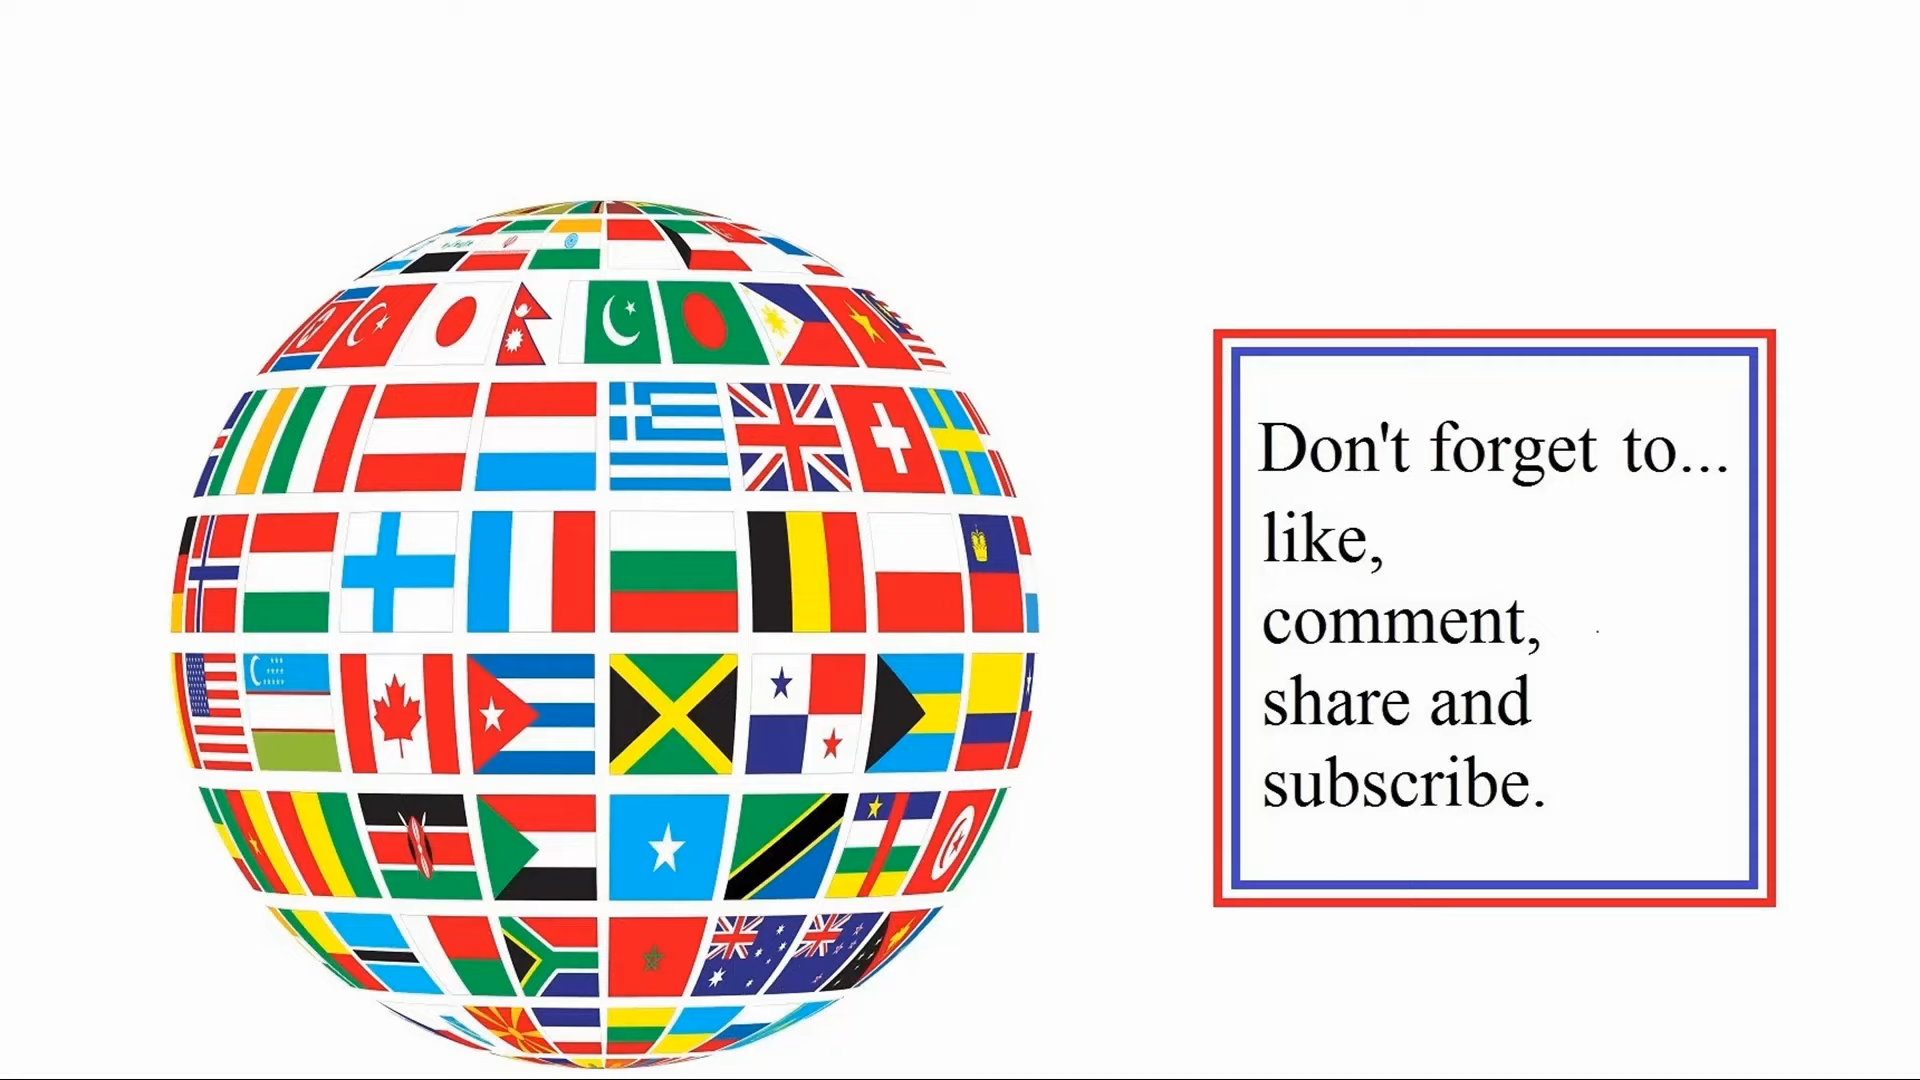 Don't forget to...
like,
comment,
share and
subscribe.